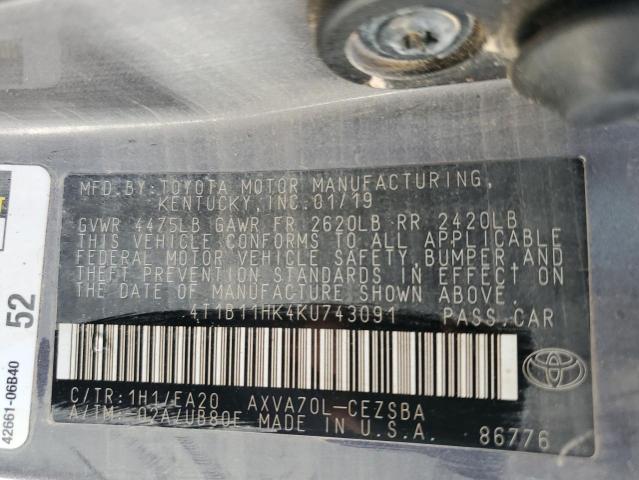 MFD. BY: TOYOTA MOTOR MANUFACTURING,
KENTUCKY, INC. 01/19
GVWR 4475LB GAWR FR 2620LB RR 2420LB
THIS VEHICLE CONFORMS TO ALL APPLICABLE
FEDERAL MOTOR VEHICLE SAFETY, BUMPER AND
THEFT PREVENTION STANDARDS IN EFFECT ON
THE DATE OF MANUFACTURE SHOWN ABOVE.
4T1B11HK4KU743091 PASS. CAR
C/TR: 1H1/EA20 AXVA70L-CEZSBA
A/TM: -02A/UB80E MADE IN U.S.A. 86776
52
42661-06B40